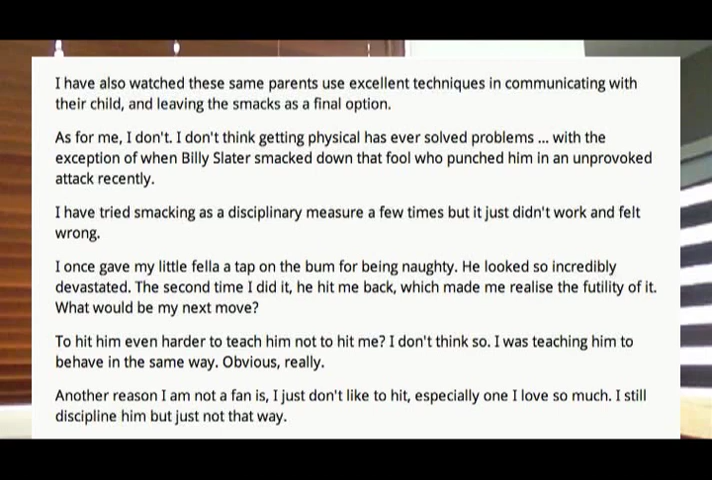 I have also watched these same parents use excellent techniques in communicating with
their child, and leaving the smacks as a final option.
As for me, I don't. I don't think getting physical has ever solved problems ... with the
exception of when Billy Slater smacked down that fool who punched him in an unprovoked
attack recently.
I have tried smacking as a disciplinary measure a few times but it just didn't work and felt
wrong.
I once gave my little fella a tap on the bum for being naughty. He looked so incredibly
devastated. The second time I did it, he hit me back, which made me realise the futility of it.
What would be my next move?
To hit him even harder to teach him not to hit me? I don't think so. I was teaching him to
behave in the same way. Obvious, really.
Another reason I am not a fan is, I just don't like to hit, especially one I love so much. I still
discipline him but just not that way.